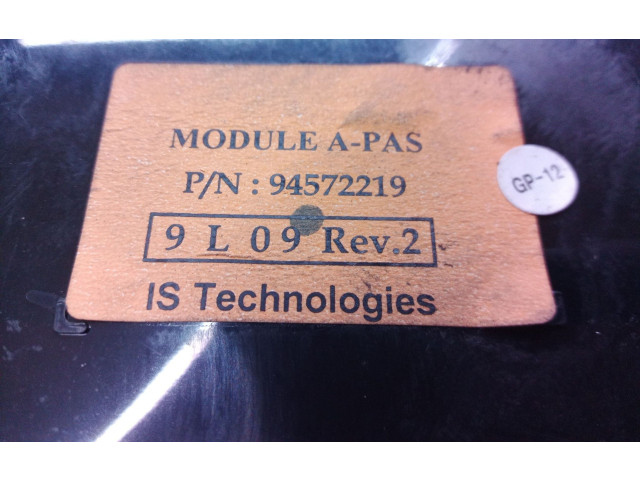 MODULE A-PAS
P/N : 94572219
GP-12
9 L 09 Rev.2
IS Technologies